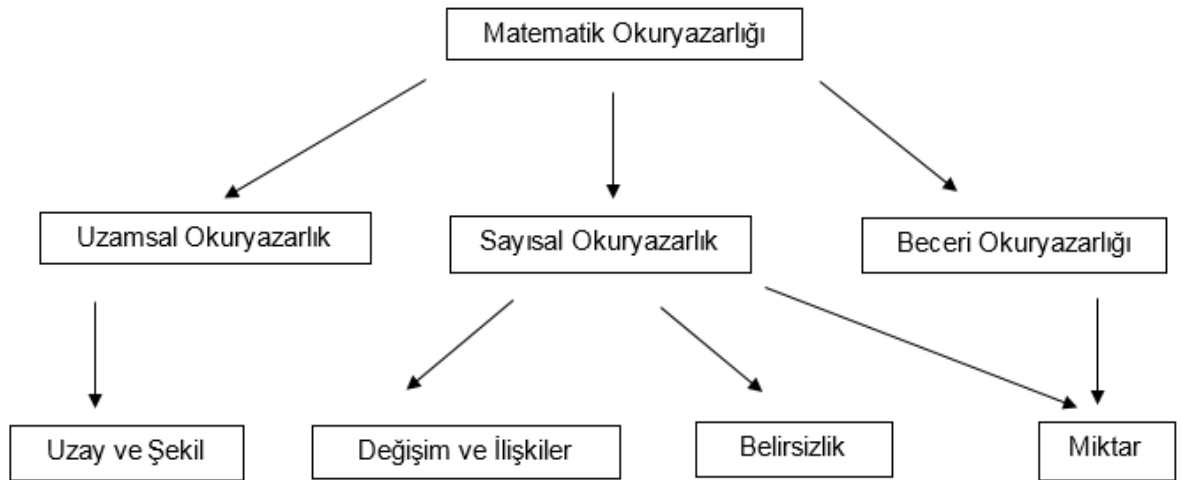 Matematik Okuryazarlığı
Uzamsal Okuryazarlık
Sayısal Okuryazarlık
Beceri Okuryazarlığı
Uzay ve Şekil
Değişim ve İlişkiler
Belirsizlik
Miktar